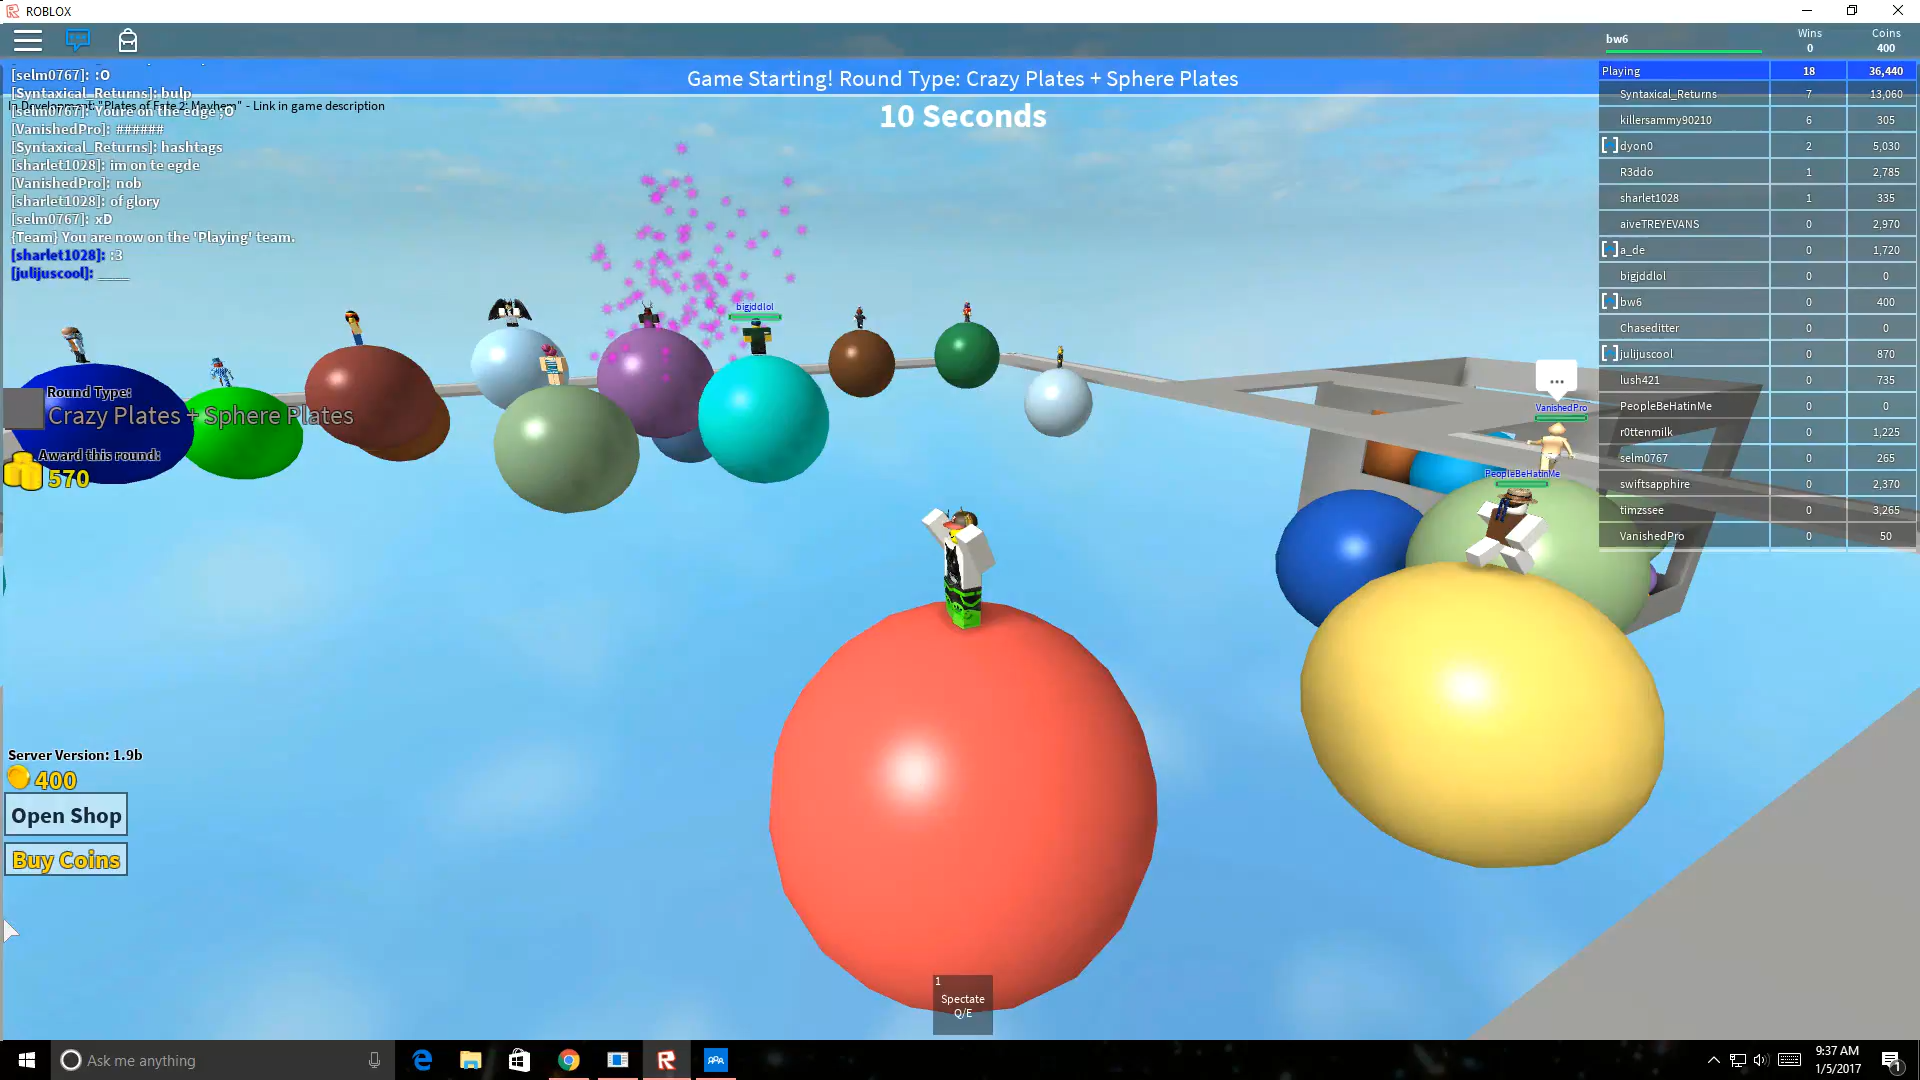 ROBLOX
bw6
Wins
0
Coins
400
[selm0767]: :O
[Syntaxical_Returns]: bulp
In Development: "Plates of Fate 2: Mayhem" - Link in game description
[selm0767]: Youre on the edge ;O
[VanishedPro]: ######
[Syntaxical_Returns]: hashtags
[sharlet1028]: im on te egde
[VanishedPro]: nob
[sharlet1028]: of glory
[selm0767]: xD
{Team} You are now on the 'Playing' team.
[sharlet1028]: :3
[julijuscool]: ____
Game Starting! Round Type: Crazy Plates + Sphere Plates
10 Seconds
Playing 18 36,440
Syntaxical_Returns 7 13,060
killersammy90210 6 305
dyon0 2 5,030
R3ddo 1 2,785
sharlet1028 1 335
aiveTREYEVANS 0 2,970
a_de 0 1,720
bigjddlol 0 0
bw6 0 400
Chaseditter 0 0
julijuscool 0 870
lush421 0 735
PeopleBeHatinMe 0 0
r0ttenmilk 0 1,225
selm0767 0 265
swiftsapphire 0 2,370
timzssee 0 3,265
VanishedPro 0 50
bigjddlol
...
VanishedPro
PeopleBeHatinMe
Round Type:
Crazy Plates + Sphere Plates
Award this round:
570
Server Version: 1.9b
400
Open Shop
Buy Coins
1
Spectate
Q/E
Ask me anything
9:37 AM
1/5/2017
1